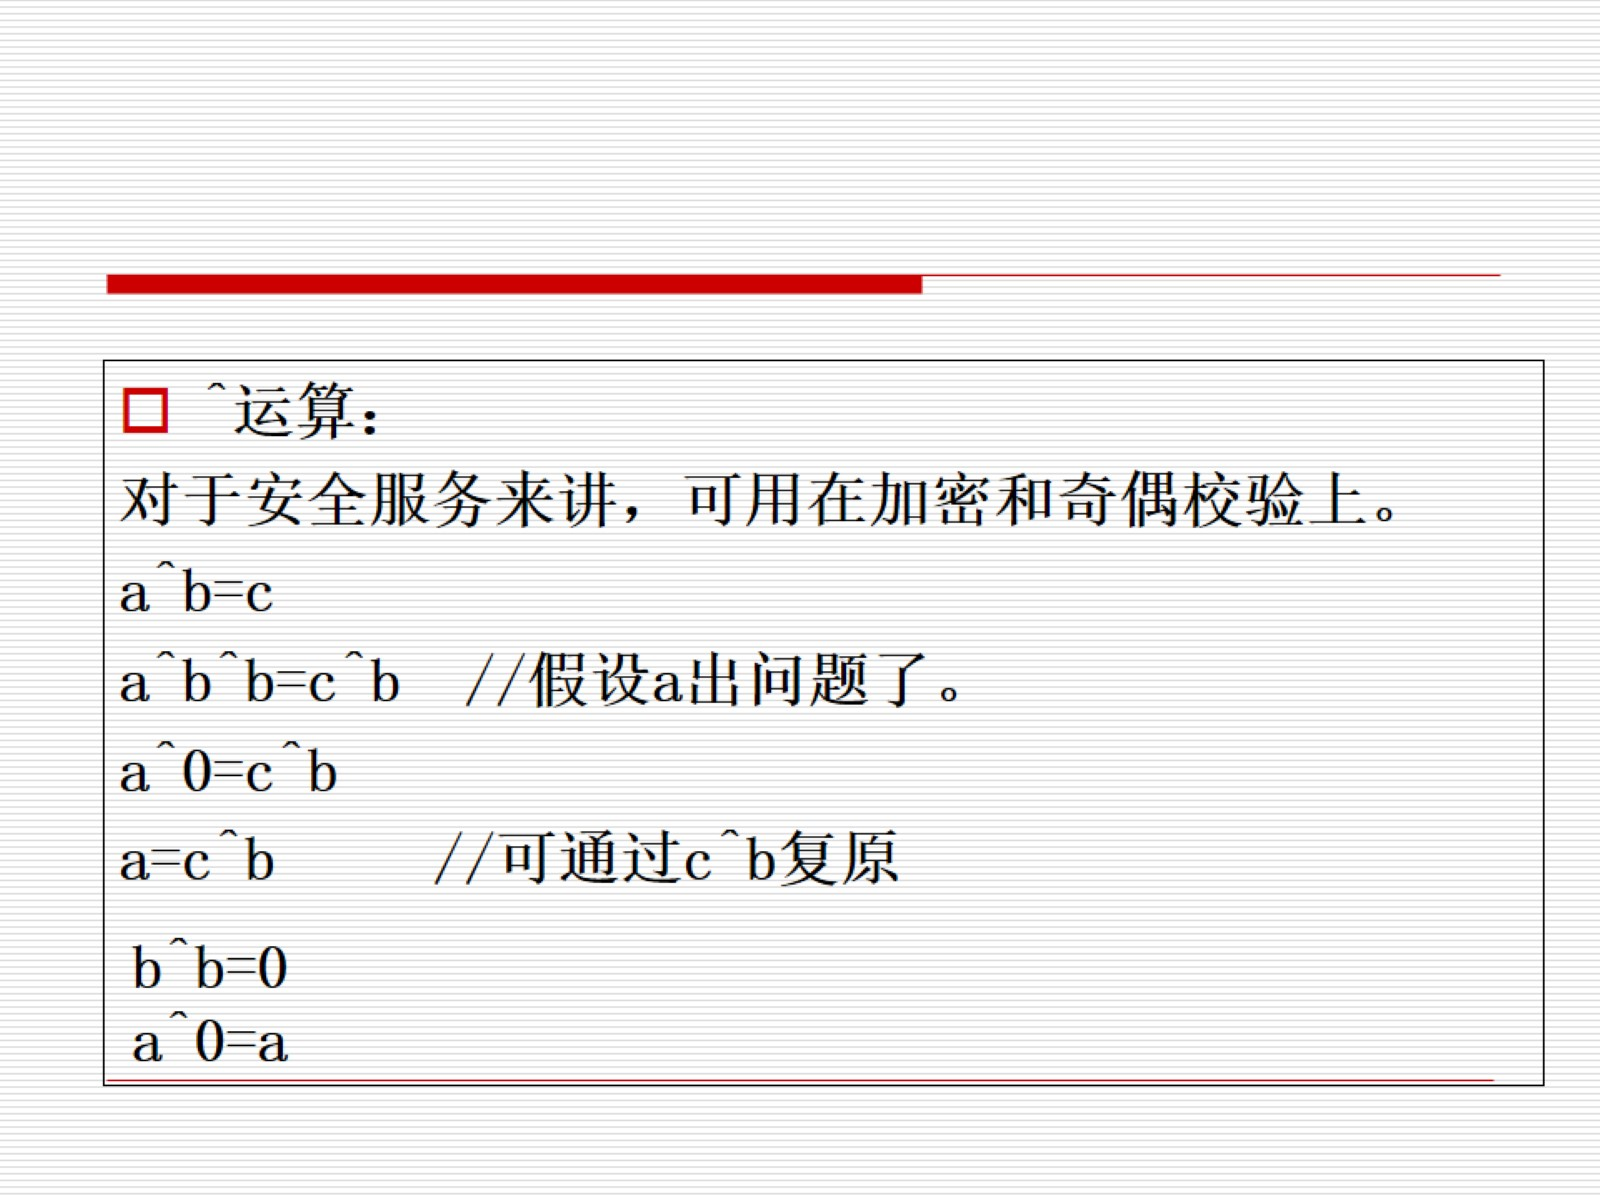 ^运算：
对于安全服务来讲，可用在加密和奇偶校验上。
a^b=c
a^b^b=c^b  //假设a出问题了。
a^0=c^b
a=c^b     //可通过c^b复原
b^b=0
a^0=a